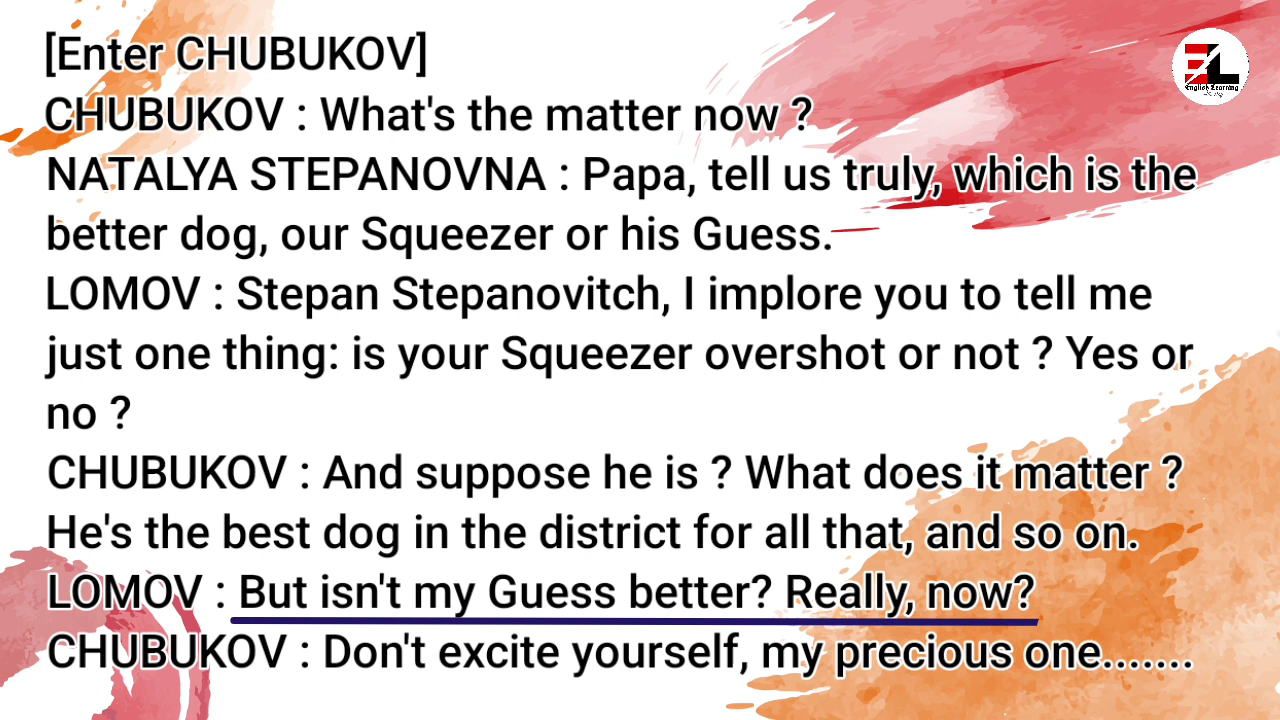 [Enter CHUBUKOV]
CHUBUKOV : What's the matter now ?
NATALYA STEPANOVNA : Papa, tell us truly, which is the
better dog, our Squeezer or his Guess.
LOMOV : Stepan Stepanovitch, I implore you to tell me
just one thing: is your Squeezer overshot or not ? Yes or
no ?
CHUBUKOV : And suppose he is ? What does it matter ?
He's the best dog in the district for all that, and so on.
LOMOV : But isn't my Guess better? Really, now?
CHUBUKOV : Don't excite yourself, my precious one.......
EL
English Learning